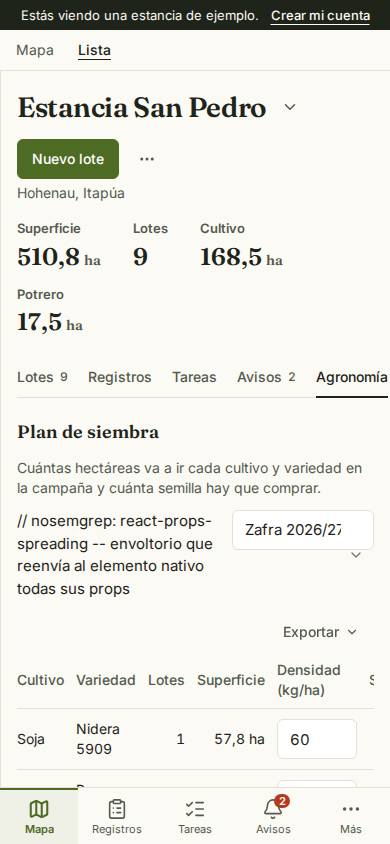 Estás viendo una estancia de ejemplo. Crear mi cuenta
Mapa Lista
Estancia San Pedro
Nuevo lote
Hohenau, Itapúa
Superficie Lotes Cultivo
510,8 ha 9 168,5 ha
Potrero
17,5 ha
Lotes 9 Registros Tareas Avisos 2 Agronomía
Plan de siembra
Cuántas hectáreas va a ir cada cultivo y variedad en
la campaña y cuánta semilla hay que comprar.
// nosemgrep: react-props-
spreading -- envoltorio que
reenvía al elemento nativo
todas sus props
Zafra 2026/27
Exportar
Cultivo Variedad Lotes Superficie Densidad
(kg/ha)
Soja Nidera
5909 1 57,8 ha 60
Mapa Registros Tareas Avisos 2 Más